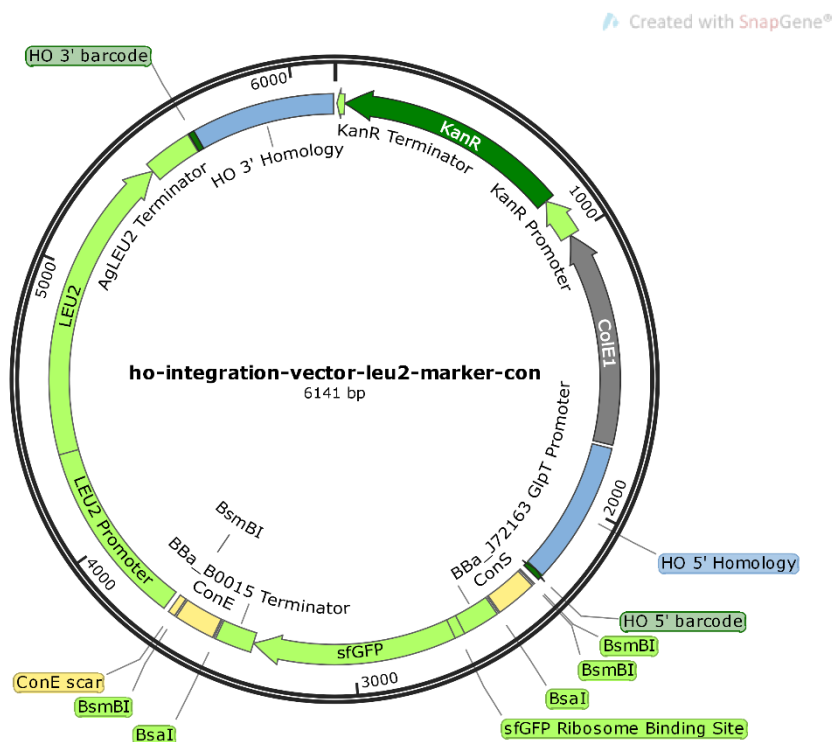 Created with SnapGene®
HO 3' barcode
6000
KanR Terminator
KanR
HO 3' Homology
KanR Promoter
1000
AgLEU2 Terminator
5000
LEU2
ColE1
ho-integration-vector-leu2-marker-con
6141 bp
BBa_J72163 GlpT Promoter
2000
BsmBI
LEU2 Promoter
BBa_B0015 Terminator
ConS
HO 5' Homology
4000
ConE
HO 5' barcode
BsmBI
sfGFP
BsmBI
ConE scar
3000
BsaI
BsmBI
BsaI
sfGFP Ribosome Binding Site